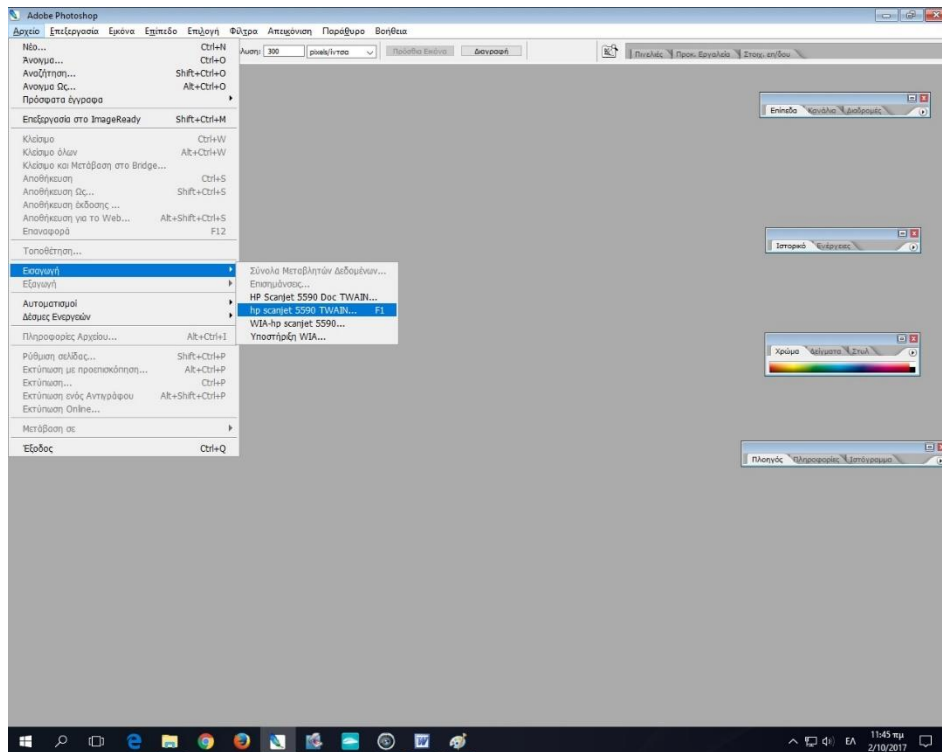 Adobe Photoshop
Αρχείο Επεξεργασία Εικόνα Επίπεδο Επιλογή Φίλτρα Απεικόνιση Παράθυρο Βοήθεια
Νέο... Ctrl+N
Άνοιγμα... Ctrl+O
Αναζήτηση... Shift+Ctrl+O
Άνοιγμα Ως... Alt+Ctrl+O
Πρόσφατα έγγραφα
Επεξεργασία στο ImageReady Shift+Ctrl+M
Κλείσιμο Ctrl+W
Κλείσιμο όλων Alt+Ctrl+W
Κλείσιμο και Μετάβαση στο Bridge...
Αποθήκευση Ctrl+S
Αποθήκευση Ως... Shift+Ctrl+S
Αποθήκευση έκδοσης ...
Αποθήκευση για το Web... Alt+Shift+Ctrl+S
Επαναφορά F12
Τοποθέτηση...
Εισαγωγή
Εξαγωγή
Αυτοματισμοί
Δέσμες Ενεργειών
Πληροφορίες Αρχείου... Alt+Ctrl+I
Ρύθμιση σελίδας... Shift+Ctrl+P
Εκτύπωση με προεπισκόπηση... Alt+Ctrl+P
Εκτύπωση... Ctrl+P
Εκτύπωση ενός Αντιγράφου Alt+Shift+Ctrl+P
Εκτύπωση Online...
Μετάβαση σε
Έξοδος Ctrl+Q
Σύνολα Μεταβλητών Δεδομένων...
Επισημάνσεις...
HP Scanjet 5590 Doc TWAIN...
hp scanjet 5590 TWAIN... F1
WIA-hp scanjet 5590...
Υποστήριξη WIA...
λυση: 300 pixels/ίντσα Πρόσθια Εικόνα Διαγραφή
Πινελιές Προκ. Εργαλεία Στοιχ. επ/δου
Επίπεδα Κανάλια Διαδρομές
Ιστορικό Ενέργειες
Χρώμα Δείγματα Στυλ
Πλοηγός Πληροφορίες Ιστόγραμμα
ΕΛ
11:45 πμ
2/10/2017